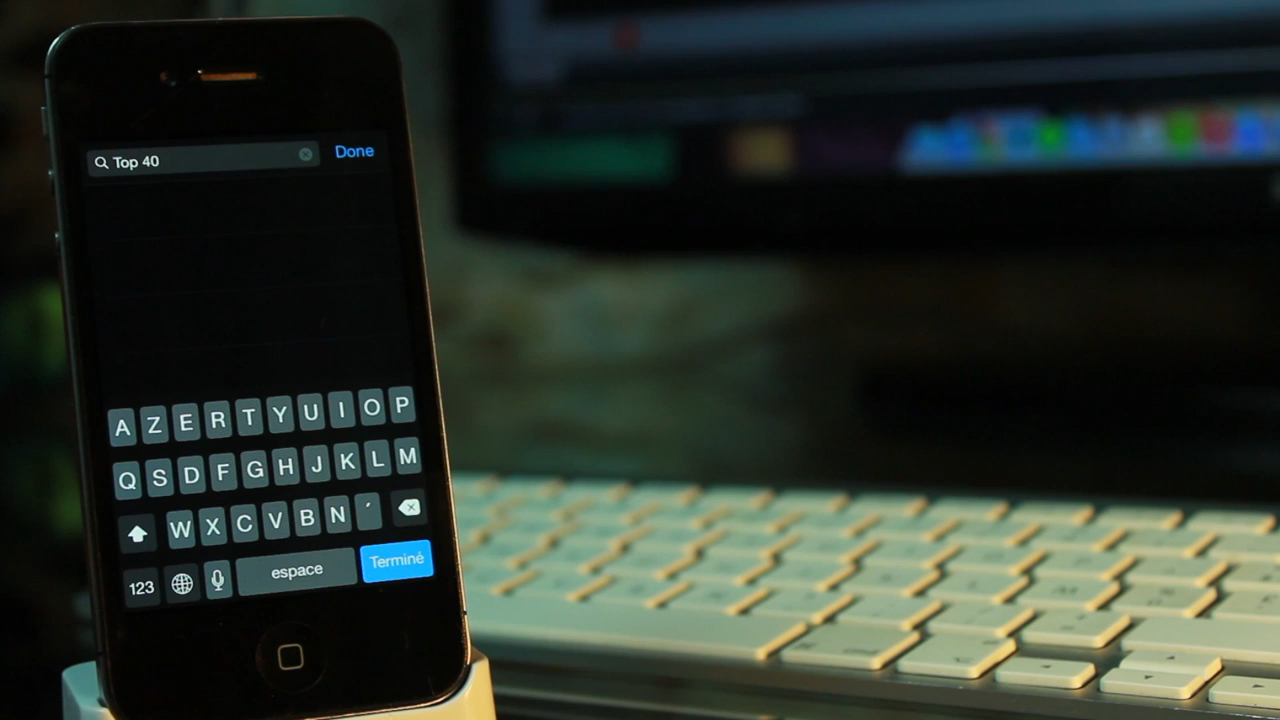 Top 40 Done
A Z E R T Y U I O P
Q S D F G H J K L M
W X C V B N ´
123 espace Terminé